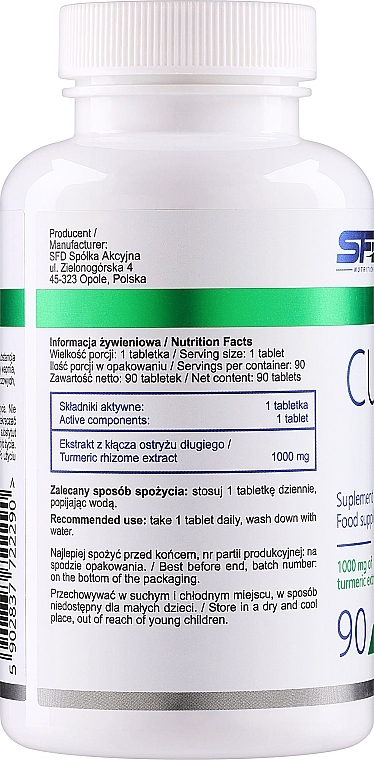 Producent /
Manufacturer:
SFD Spółka Akcyjna
ul. Zielonogórska 4
45-323 Opole, Polska
Informacja żywieniowa / Nutrition Facts
Wielkość porcji: 1 tabletka / Serving size: 1 tablet
Ilość porcji w opakowaniu / Servings per container: 90
Zawartość netto: 90 tabletek / Net content: 90 tablets
Składniki aktywne: 1 tabletka
Active components: 1 tablet
Ekstrakt z kłącza ostryżu długiego /
Turmeric rhizome extract 1000 mg
Zalecany sposób spożycia: stosuj 1 tabletkę dziennie,
popijając wodą.
Recommended use: take 1 tablet daily, wash down with
water.
Najlepiej spożyć przed końcem, nr partii produkcyjnej: na
spodzie opakowania. / Best before end, batch number:
on the bottom of the packaging.
Przechowywać w suchym i chłodnym miejscu, w sposób
niedostępny dla małych dzieci. / Store in a dry and cool
place, out of reach of young children.
5 902837 722290 >
SFD
NUTRITION
CU
Suplement
Food supp
1000 mg of
turmeric extr
90